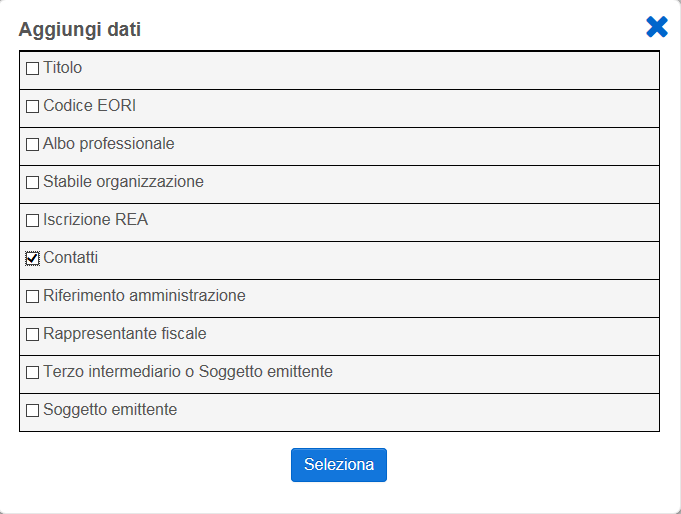 Aggiungi dati
Titolo
Codice EORI
Albo professionale
Stabile organizzazione
Iscrizione REA
Contatti
Riferimento amministrazione
Rappresentante fiscale
Terzo intermediario o Soggetto emittente
Soggetto emittente
Seleziona